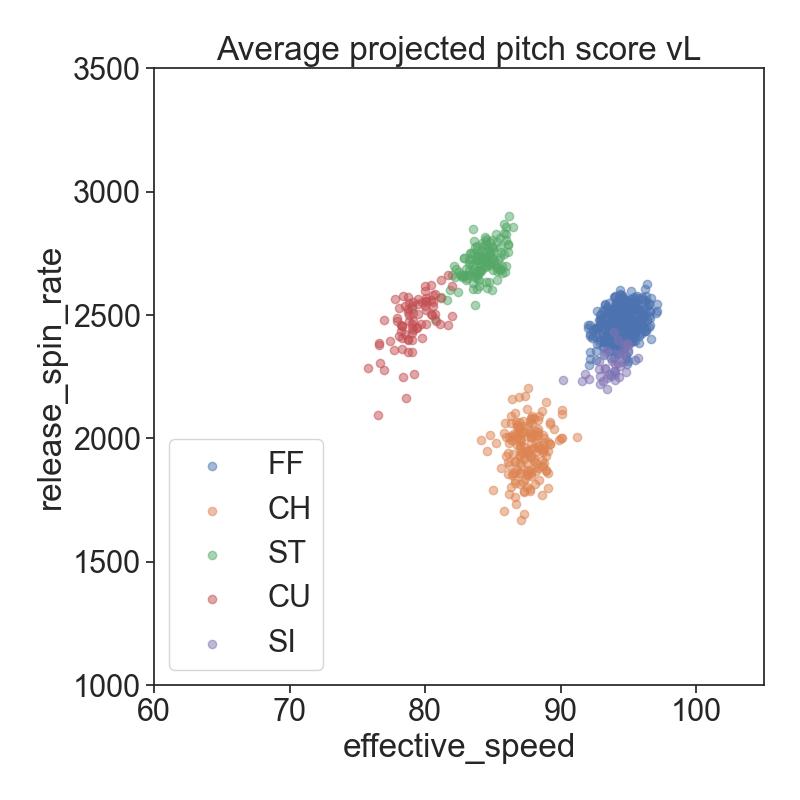 Average projected pitch score vL
3500
3000
2500
2000
1500
1000
release_spin_rate
FF
CH
ST
CU
SI
60 70 80 90 100
effective_speed